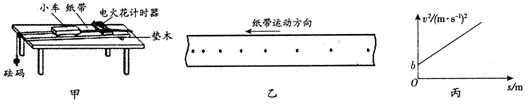 小车 纸带 电火花计时器
垫木
砝码
甲
纸带运动方向
乙
v²/(m·s⁻¹)²
b
O
s/m
丙